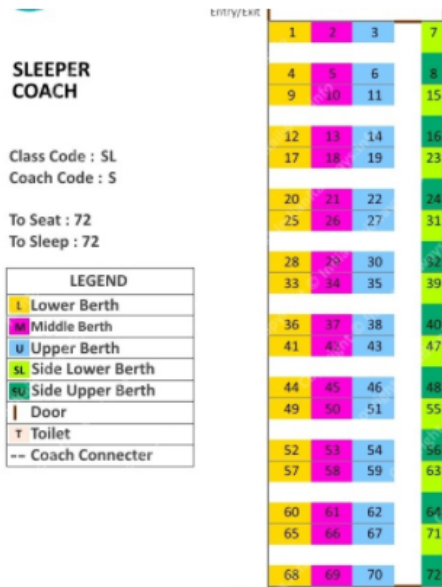 Entry/Exit
SLEEPER
COACH
Class Code : SL
Coach Code : S
To Seat : 72
To Sleep : 72
LEGEND
L Lower Berth
M Middle Berth
U Upper Berth
SL Side Lower Berth
SU Side Upper Berth
Door
T Toilet
-- Coach Connecter
1 2 3 7
4 5 6 8
9 10 11 15
12 13 14 16
17 18 19 23
20 21 22 24
25 26 27 31
28 29 30 32
33 34 35 39
36 37 38 40
41 42 43 47
44 45 46 48
49 50 51 55
52 53 54 56
57 58 59 63
60 61 62 64
65 66 67 71
68 69 70 72